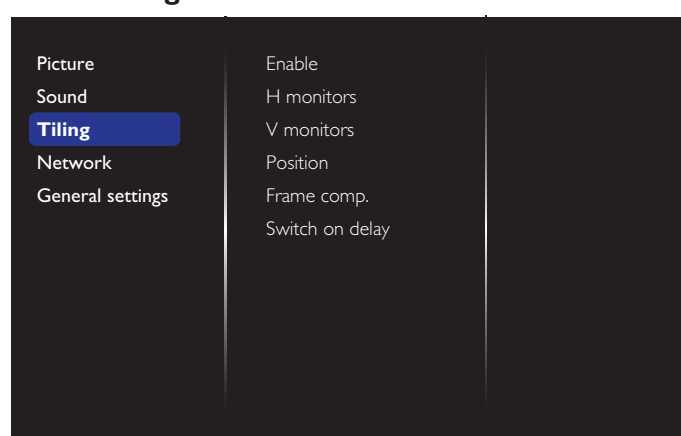 Picture
Sound
Tiling
Network
General settings
Enable
H monitors
V monitors
Position
Frame comp.
Switch on delay